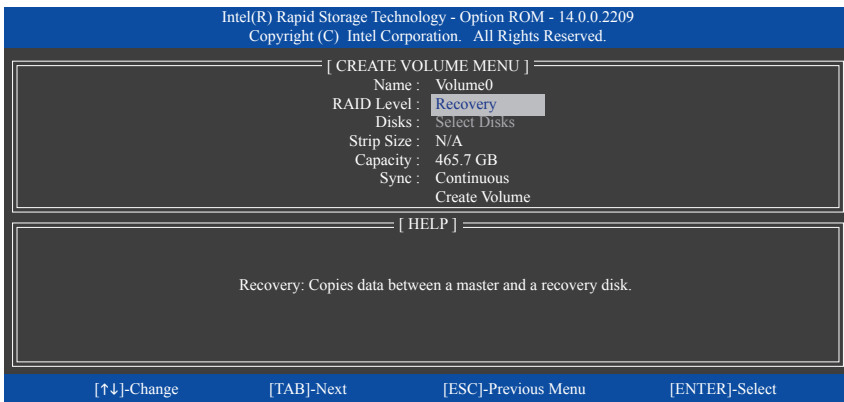 Intel(R) Rapid Storage Technology - Option ROM - 14.0.0.2209
Copyright (C) Intel Corporation. All Rights Reserved.
[ CREATE VOLUME MENU ]
Name : Volume0
RAID Level : Recovery
Disks : Select Disks
Strip Size : N/A
Capacity : 465.7 GB
Sync : Continuous
Create Volume
[ HELP ]
Recovery: Copies data between a master and a recovery disk.
[↑↓]-Change [TAB]-Next [ESC]-Previous Menu [ENTER]-Select